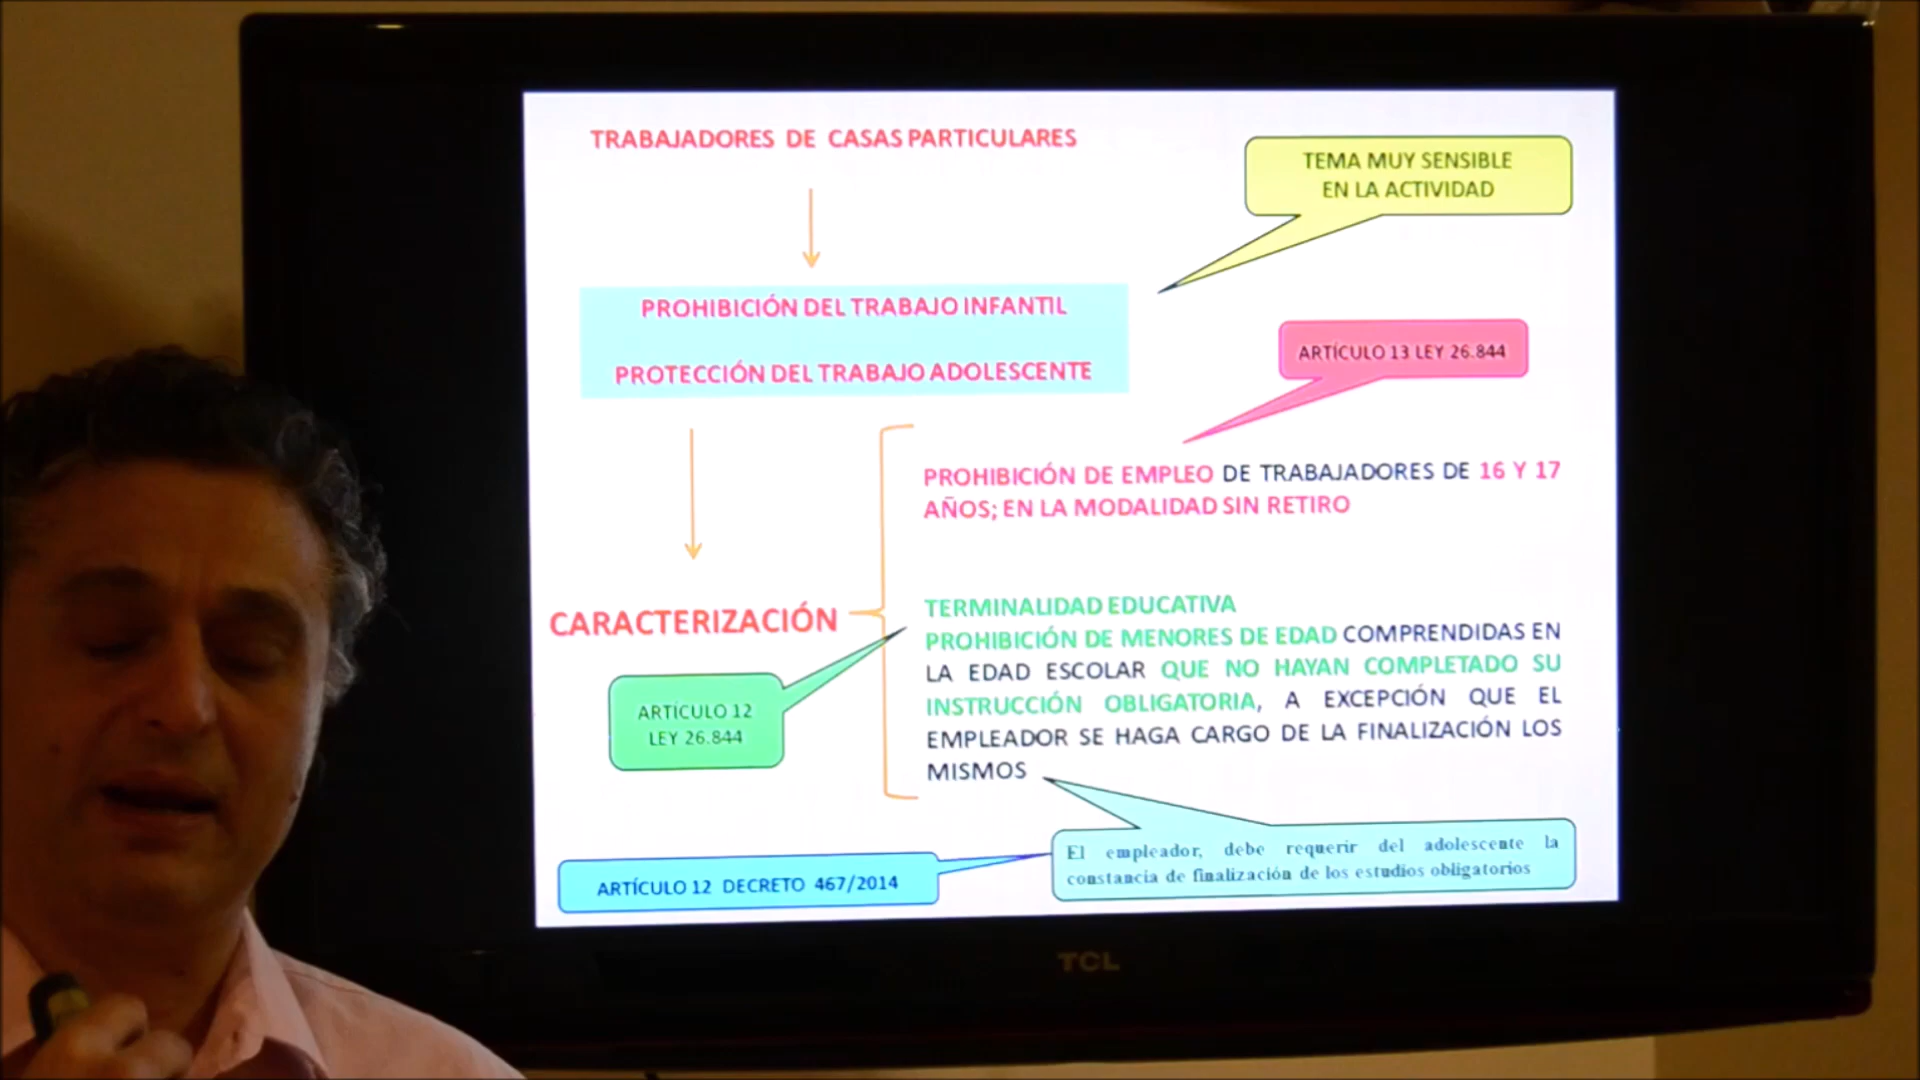 TRABAJADORES DE CASAS PARTICULARES
TEMA MUY SENSIBLE
EN LA ACTIVIDAD
PROHIBICIÓN DEL TRABAJO INFANTIL
PROTECCIÓN DEL TRABAJO ADOLESCENTE
ARTÍCULO 13 LEY 26.844
PROHIBICIÓN DE EMPLEO DE TRABAJADORES DE 16 Y 17
AÑOS; EN LA MODALIDAD SIN RETIRO
CARACTERIZACIÓN
TERMINALIDAD EDUCATIVA
PROHIBICIÓN DE MENORES DE EDAD COMPRENDIDAS EN
LA EDAD ESCOLAR QUE NO HAYAN COMPLETADO SU
INSTRUCCIÓN OBLIGATORIA, A EXCEPCIÓN QUE EL
EMPLEADOR SE HAGA CARGO DE LA FINALIZACIÓN LOS
MISMOS
ARTÍCULO 12
LEY 26.844
El empleador, debe requerir del adolescente la
constancia de finalización de los estudios obligatorios
ARTÍCULO 12 DECRETO 467/2014
TCL